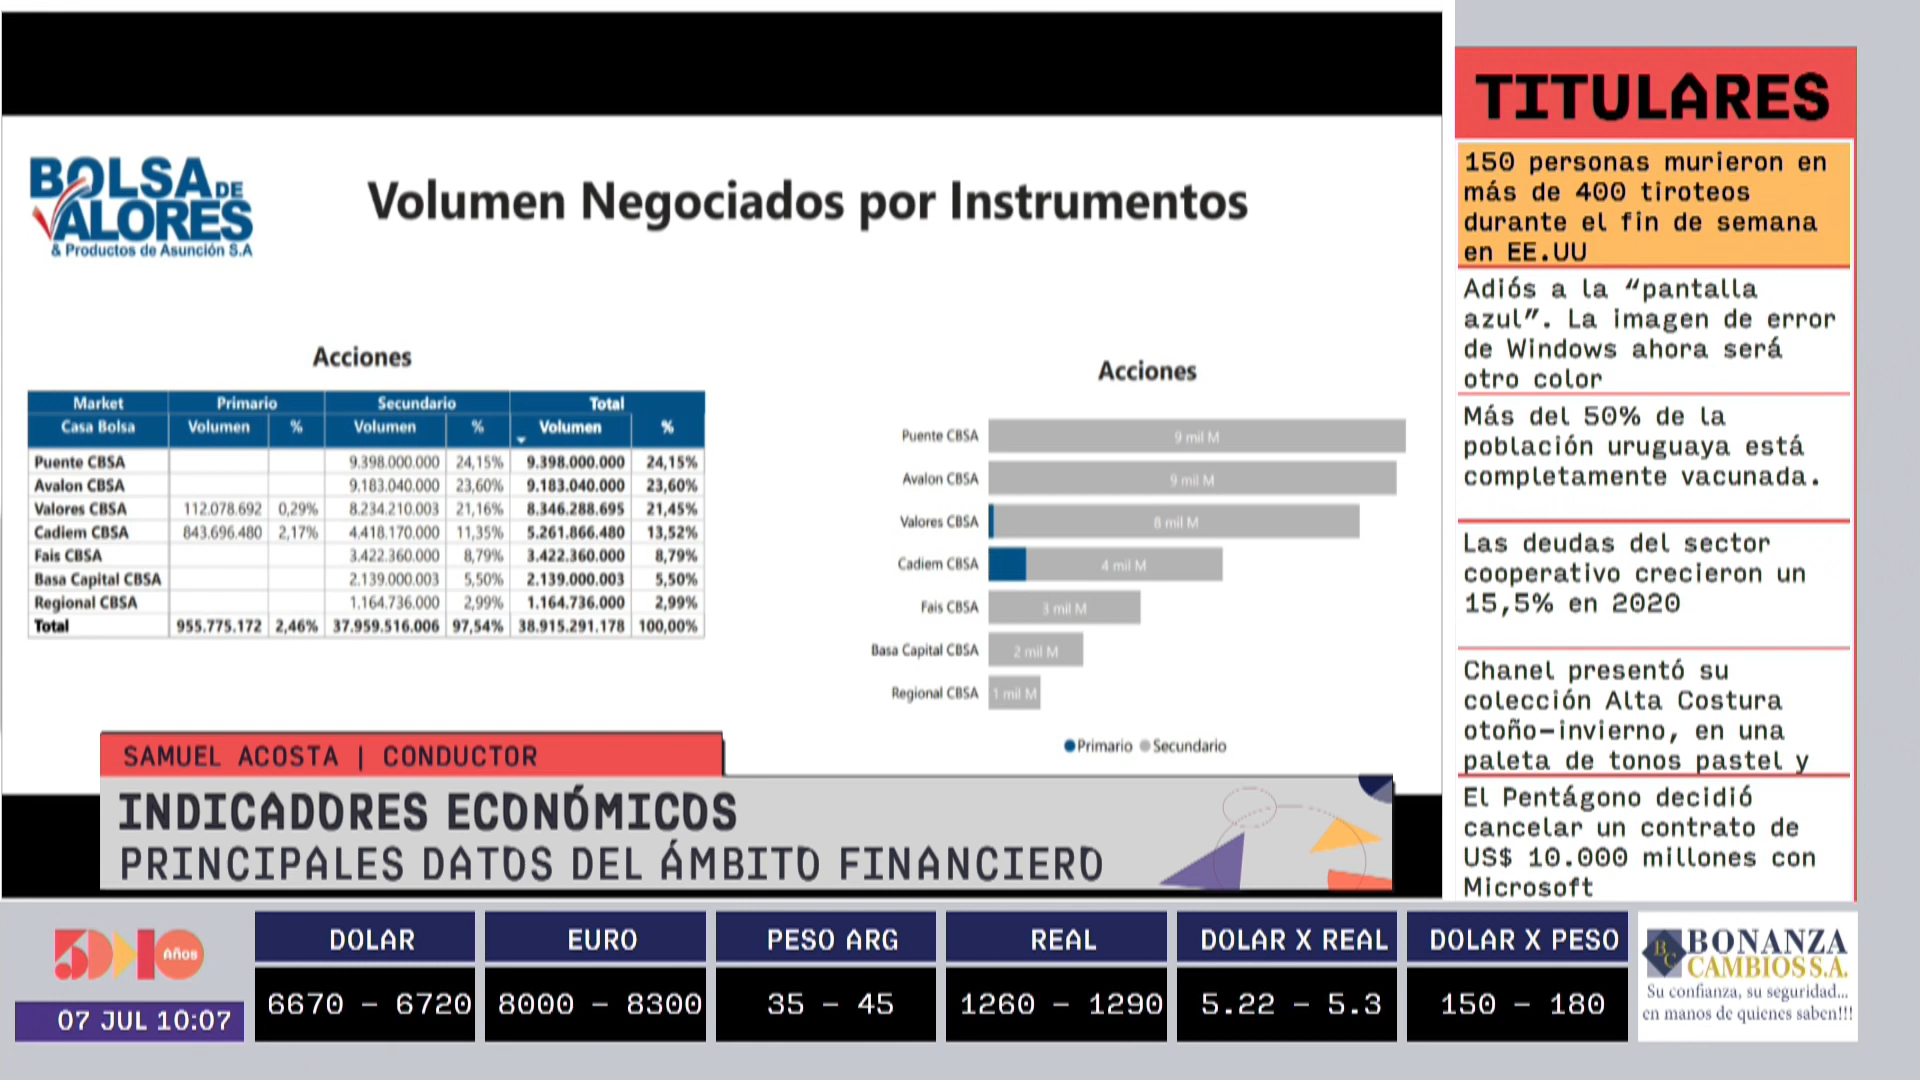 BOLSA DE
VALORES
& Productos de Asunción S.A
Volumen Negociados por Instrumentos
Acciones
Market Primario Secundario Total
Casa Bolsa Volumen % Volumen % Volumen %
Puente CBSA 9.398.000.000 24,15% 9.398.000.000 24,15%
Avalon CBSA 9.183.040.000 23,60% 9.183.040.000 23,60%
Valores CBSA 112.078.692 0,29% 8.234.210.003 21,16% 8.346.288.695 21,45%
Cadiem CBSA 843.696.480 2,17% 4.418.170.000 11,35% 5.261.866.480 13,52%
Fais CBSA 3.422.360.000 8,79% 3.422.360.000 8,79%
Basa Capital CBSA 2.139.000.003 5,50% 2.139.000.003 5,50%
Regional CBSA 1.164.736.000 2,99% 1.164.736.000 2,99%
Total 955.775.172 2,46% 37.959.516.006 97,54% 38.915.291.178 100,00%
Acciones
Puente CBSA 9 mil M
Avalon CBSA 9 mil M
Valores CBSA 8 mil M
Cadiem CBSA 4 mil M
Fais CBSA 3 mil M
Basa Capital CBSA 2 mil M
Regional CBSA 1 mil M
Primario Secundario
SAMUEL ACOSTA | CONDUCTOR
INDICADORES ECONÓMICOS
PRINCIPALES DATOS DEL ÁMBITO FINANCIERO
TITULARES
150 personas murieron en
más de 400 tiroteos
durante el fin de semana
en EE.UU
Adiós a la “pantalla
azul”. La imagen de error
de Windows ahora será
otro color
Más del 50% de la
población uruguaya está
completamente vacunada.
Las deudas del sector
cooperativo crecieron un
15,5% en 2020
Chanel presentó su
colección Alta Costura
otoño-invierno, en una
paleta de tonos pastel y
El Pentágono decidió
cancelar un contrato de
US$ 10.000 millones con
Microsoft
5D10 Años
07 JUL 10:07
DOLAR
6670 - 6720
EURO
8000 - 8300
PESO ARG
35 - 45
REAL
1260 - 1290
DOLAR X REAL
5.22 - 5.3
DOLAR X PESO
150 - 180
BC BONANZA
CAMBIOS S.A.
Su confianza, su seguridad...
en manos de quienes saben!!!